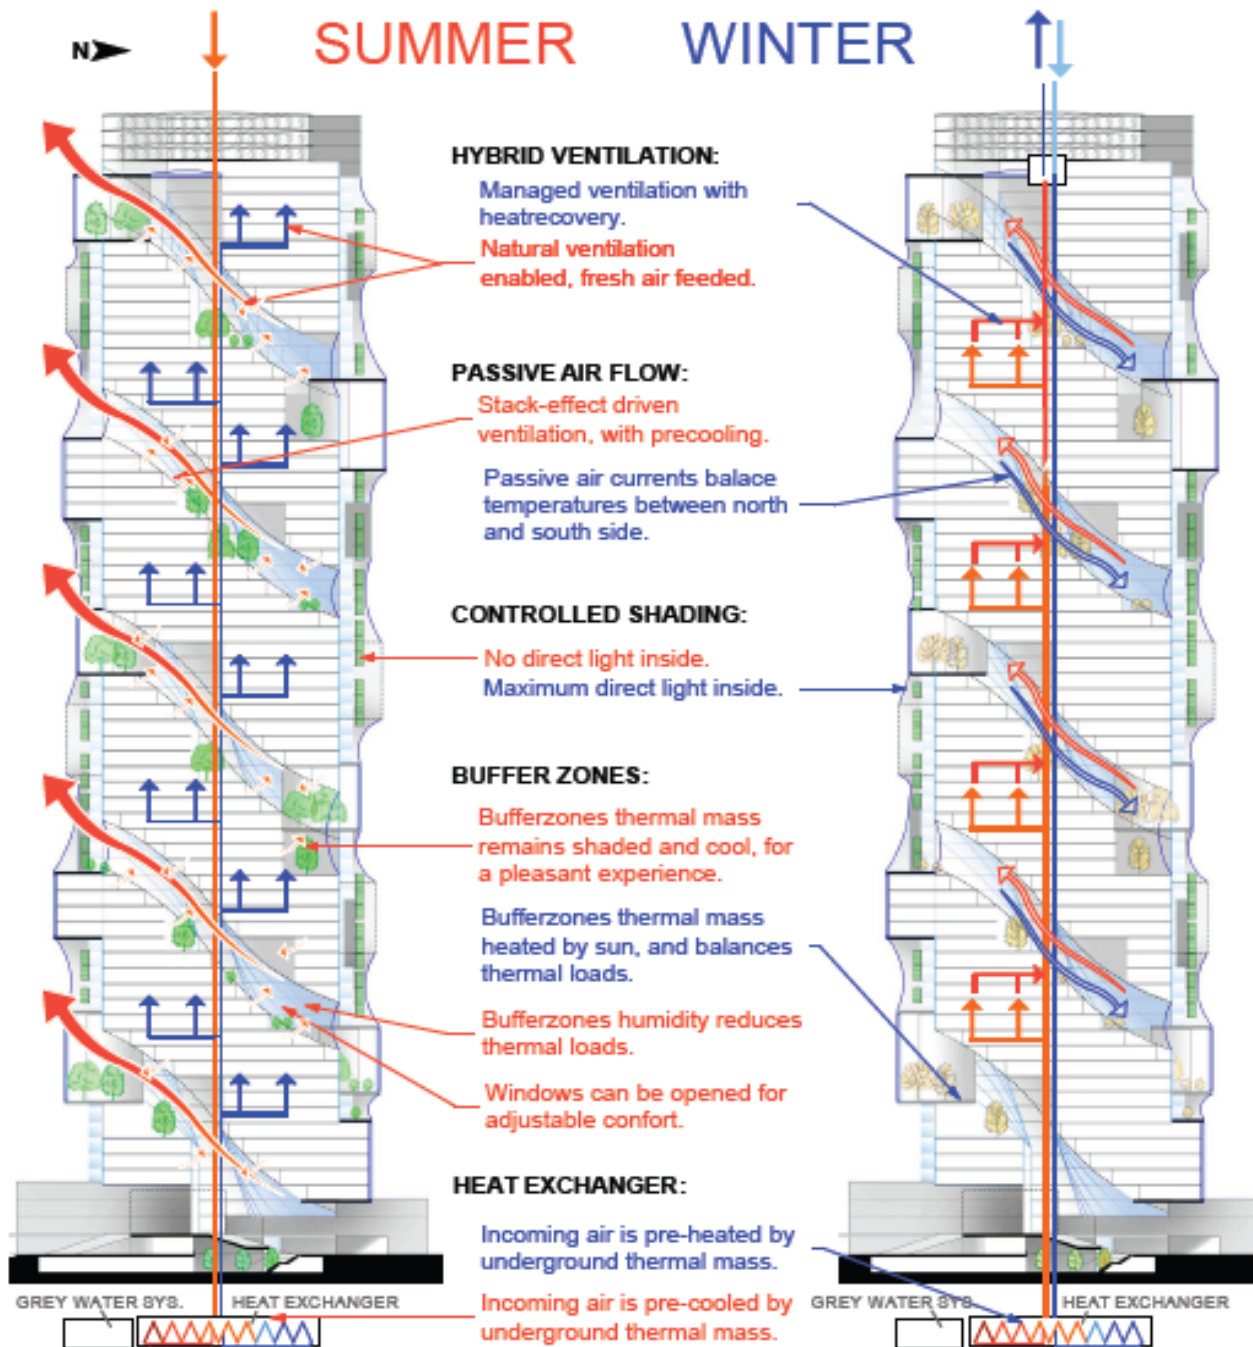 N
SUMMER
WINTER
HYBRID VENTILATION:
Managed ventilation with
heatrecovery.
Natural ventilation
enabled, fresh air feeded.
PASSIVE AIR FLOW:
Stack-effect driven
ventilation, with precooling.
Passive air currents balace
temperatures between north
and south side.
CONTROLLED SHADING:
No direct light inside.
Maximum direct light inside.
BUFFER ZONES:
Bufferzones thermal mass
remains shaded and cool, for
a pleasant experience.
Bufferzones thermal mass
heated by sun, and balances
thermal loads.
Bufferzones humidity reduces
thermal loads.
Windows can be opened for
adjustable confort.
HEAT EXCHANGER:
Incoming air is pre-heated by
underground thermal mass.
Incoming air is pre-cooled by
underground thermal mass.
GREY WATER SYS.
HEAT EXCHANGER
GREY WATER SYS.
HEAT EXCHANGER